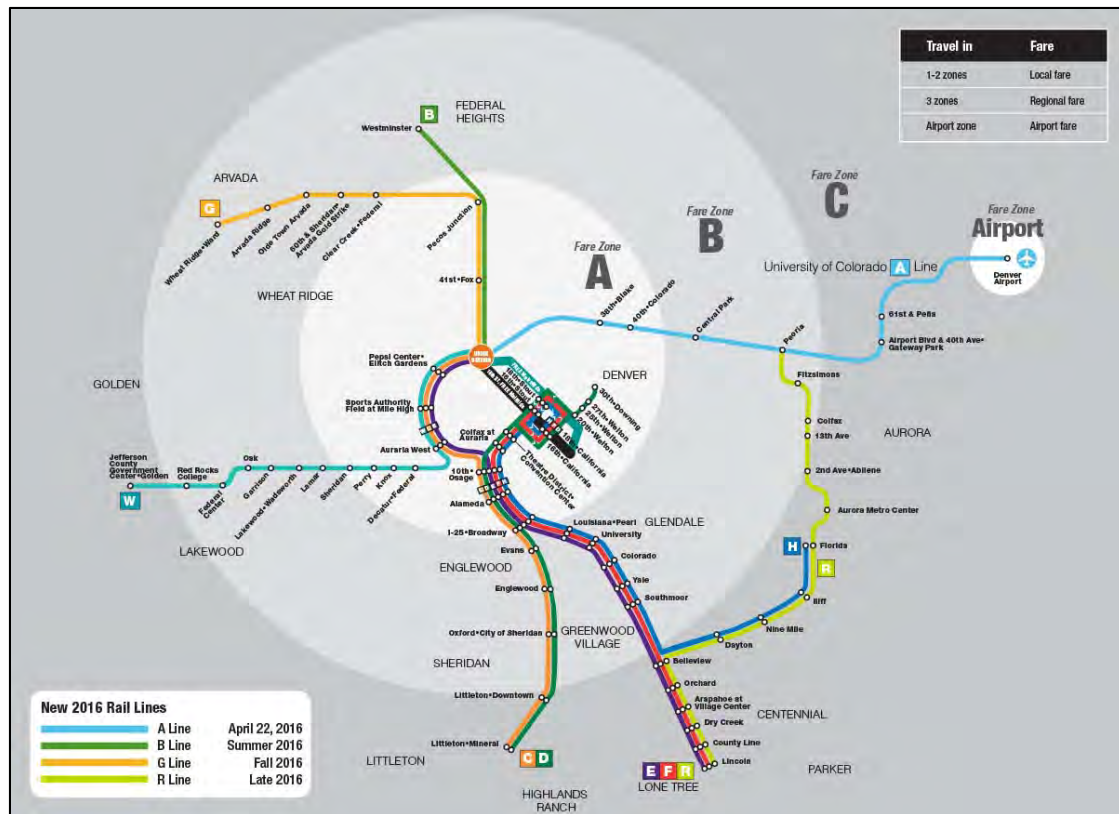 Travel in Fare
1-2 zones Local fare
3 zones Regional fare
Airport zone Airport fare
B
FEDERAL
HEIGHTS
Westminster
ARVADA
G
Wheat Ridge•Ward
Arvada Ridge
Olde Town Arvada
60th & Sheridan•
Arvada Gold Strike
Clear Creek•Federal
Pecos Junction
41st•Fox
WHEAT RIDGE
Fare Zone
A
Fare Zone
B
Fare Zone
C
Fare Zone
Airport
Denver
Airport
University of Colorado A Line
61st & Peña
Airport Blvd & 40th Ave•
Gateway Park
38th•Blake
40th•Colorado
Central Park
Peoria
Fitzsimons
Colfax
13th Ave
AURORA
2nd Ave•Abilene
Aurora Metro Center
Florida
H
R
Iliff
Nine Mile
Dayton
UNION
STATION
Pepsi Center•
Elitch Gardens
Sports Authority
Field at Mile High
Auraria West
GOLDEN
DENVER
30th•Downing
27th•Welton
25th•Welton
20th•Welton
18th•California
16th•California
18th•Stout
16th•Stout
Theatre District•
Convention Center
Colfax at
Auraria
Jefferson
County
Government
Center•Golden
W
Red Rocks
College
Federal
Center
Oak
Garrison
Lakewood•Wadsworth
Lamar
Sheridan
Perry
Knox
Decatur•Federal
LAKEWOOD
10th•
Osage
Alameda
I-25•Broadway
Evans
ENGLEWOOD
Englewood
Oxford•City of Sheridan
SHERIDAN
Littleton•Downtown
Littleton•Mineral
LITTLETON
C D
HIGHLANDS
RANCH
Louisiana•Pearl
University
GLENDALE
Colorado
Yale
Southmoor
GREENWOOD
VILLAGE
Belleview
Orchard
Arapahoe at
Village Center
CENTENNIAL
Dry Creek
County Line
Lincoln
E F R
LONE TREE
PARKER
New 2016 Rail Lines
A Line April 22, 2016
B Line Summer 2016
G Line Fall 2016
R Line Late 2016